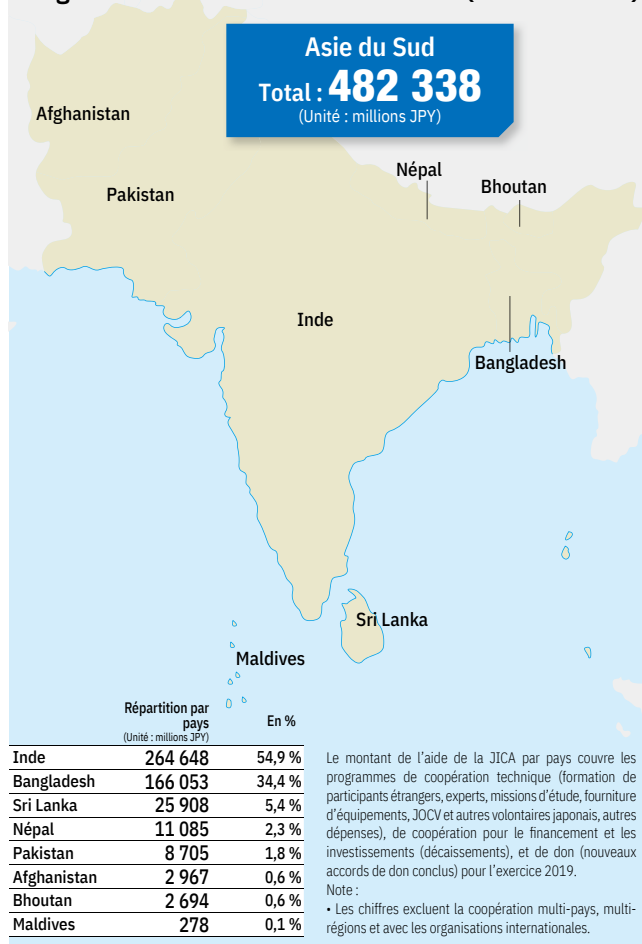 Asie du Sud
Total : 482 338
(Unité : millions JPY)
Afghanistan
Népal
Bhoutan
Pakistan
Inde
Bangladesh
Sri Lanka
Maldives
Répartition par pays
(Unité : millions JPY)
En %
Inde 264 648 54,9 %
Bangladesh 166 053 34,4 %
Sri Lanka 25 908 5,4 %
Népal 11 085 2,3 %
Pakistan 8 705 1,8 %
Afghanistan 2 967 0,6 %
Bhoutan 2 694 0,6 %
Maldives 278 0,1 %
Le montant de l'aide de la JICA par pays couvre les
programmes de coopération technique (formation de
participants étrangers, experts, missions d'étude, fourniture
d'équipements, JOCV et autres volontaires japonais, autres
dépenses), de coopération pour le financement et les
investissements (décaissements), et de don (nouveaux
accords de don conclus) pour l'exercice 2019.
Note :
• Les chiffres excluent la coopération multi-pays, multi-
régions et avec les organisations internationales.